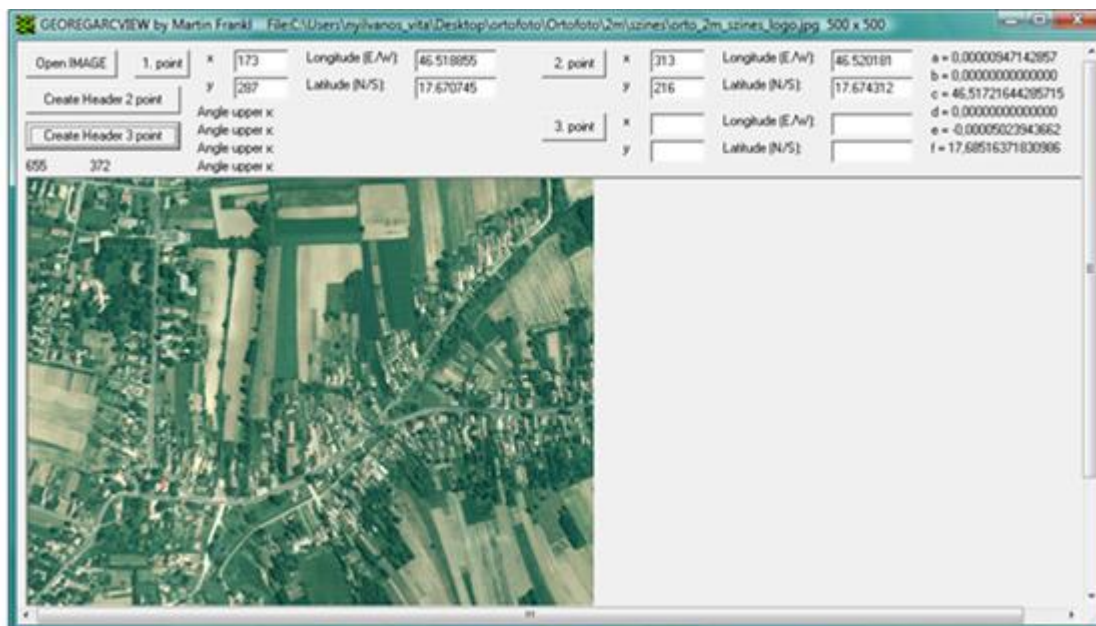 GEOREGARCVIEW by Martin Frankl File:C:\Users\nyilvanos_vita\Desktop\ortofoto\Ortofoto\2m\szines\orto_2m_szines_logo.jpg 500 x 500
Open IMAGE 1. point x 173 Longitude (E/W): 46.518855 2. point x 313 Longitude (E/W): 46.520181 a = 0,00000947142857
y 287 Latitude (N/S): 17.670745 y 216 Latitude (N/S): 17.674312 b = 0,00000000000000
Create Header 2 point c = 46,51721644285715
Angle upper x:
Create Header 3 point Angle upper x: 3. point x Longitude (E/W): d = 0,00000000000000
Angle upper x: e = -0,00005023943662
655 372 Angle upper x: y Latitude (N/S): f = 17,68516371830986